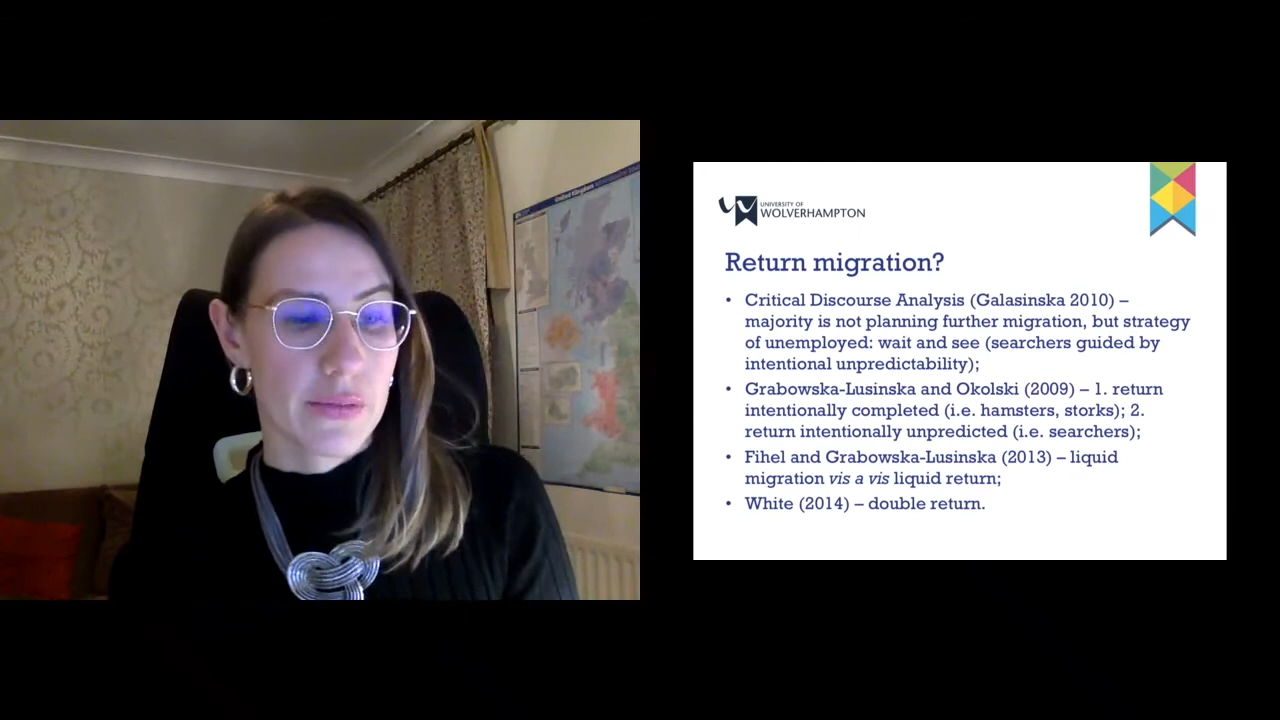 United Kingdom
UNIVERSITY OF
WOLVERHAMPTON
Return migration?
• Critical Discourse Analysis (Galasinska 2010) –
majority is not planning further migration, but strategy
of unemployed: wait and see (searchers guided by
intentional unpredictability);
• Grabowska-Lusinska and Okolski (2009) – 1. return
intentionally completed (i.e. hamsters, storks); 2.
return intentionally unpredicted (i.e. searchers);
• Fihel and Grabowska-Lusinska (2013) – liquid
migration vis a vis liquid return;
• White (2014) – double return.